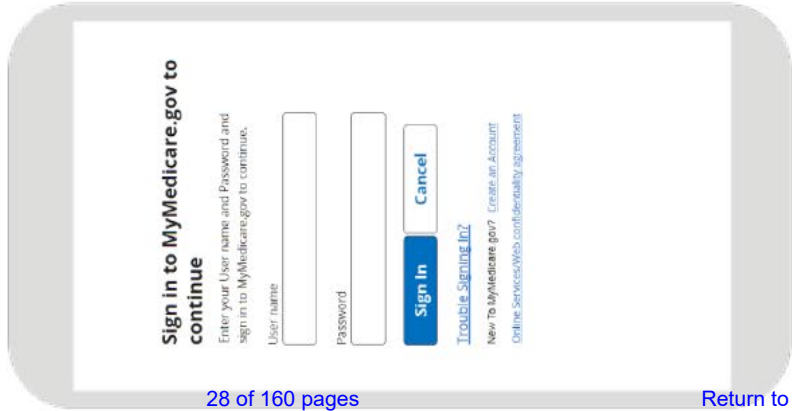 Sign in to MyMedicare.gov to
continue
Enter your User name and Password and
sign in to MyMedicare.gov to continue.
User name
Password
Sign In
Cancel
Trouble Signing In?
New To MyMedicare.gov? Create an Account
Online Services/Web confidentiality agreement
28 of 160 pages
Return to